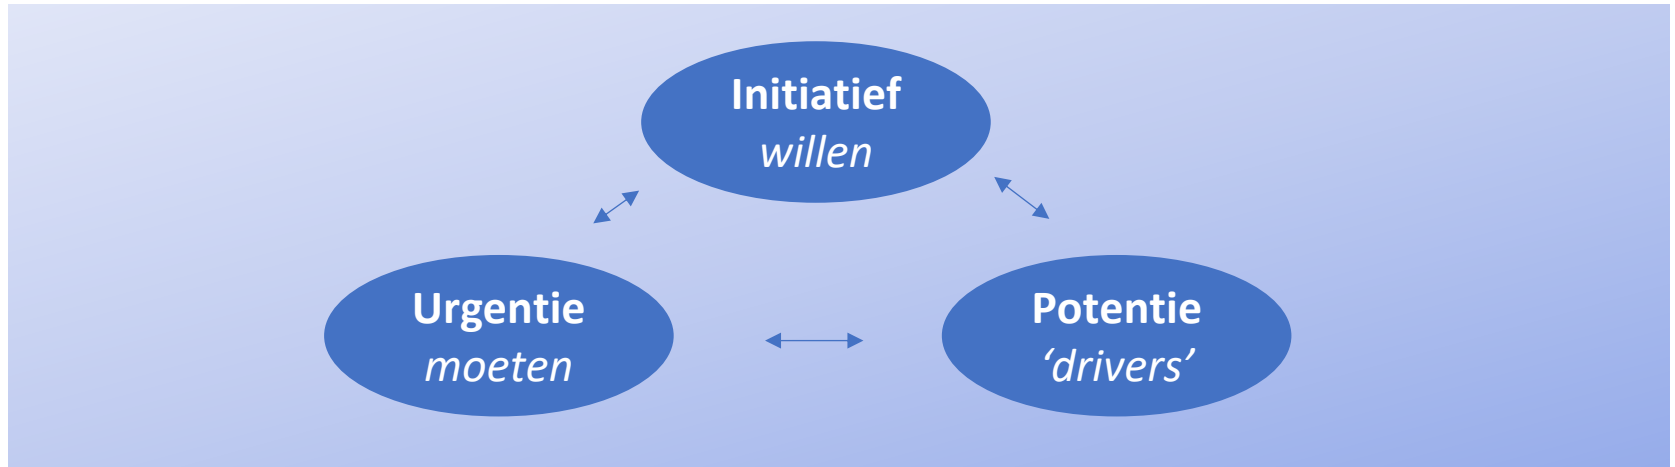 Initiatief
willen
Urgentie
moeten
Potentie
‘drivers’